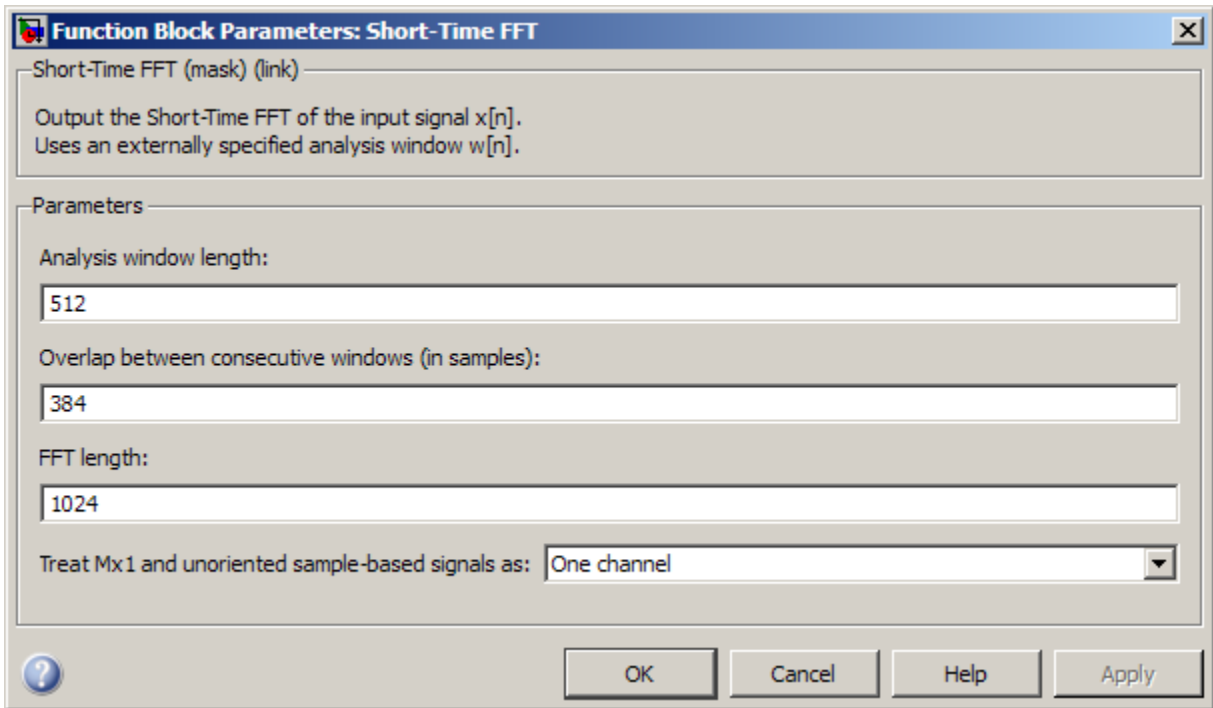 Function Block Parameters: Short-Time FFT
Short-Time FFT (mask) (link)
Output the Short-Time FFT of the input signal x[n].
Uses an externally specified analysis window w[n].
Parameters
Analysis window length:
512
Overlap between consecutive windows (in samples):
384
FFT length:
1024
Treat Mx1 and unoriented sample-based signals as: One channel
? OK Cancel Help Apply